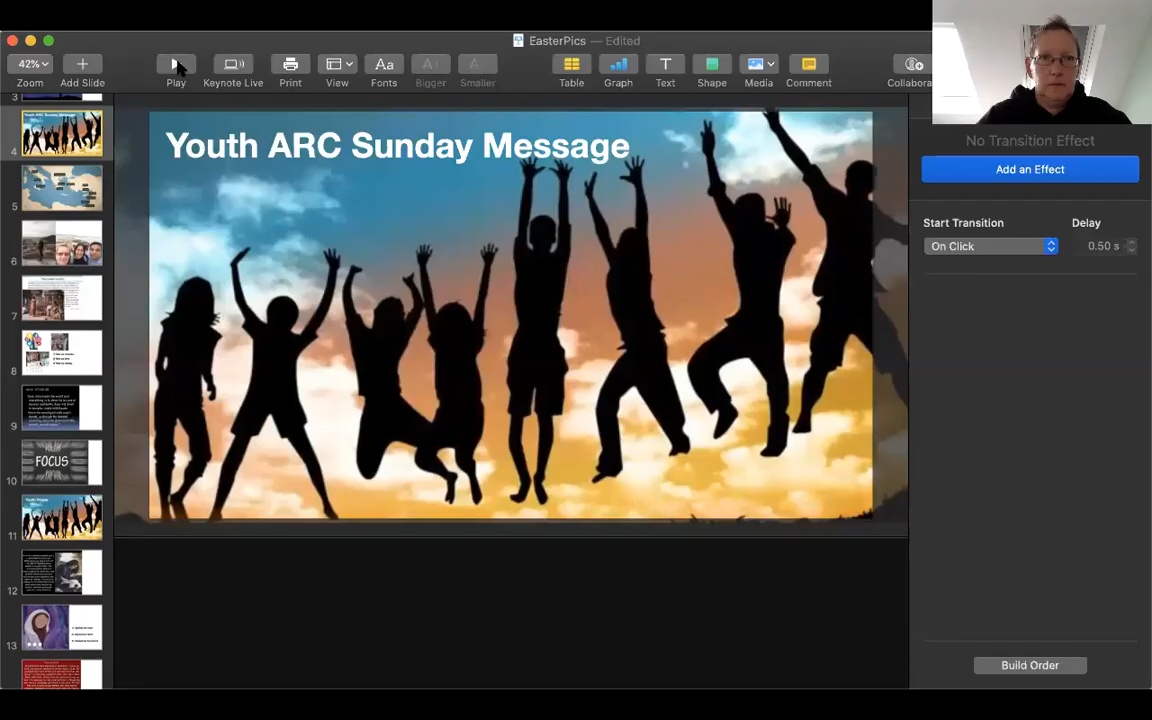 EasterPics — Edited
42%
Zoom
Add Slide
Play
Keynote Live
Print
View
Aa
Fonts
A
Bigger
A
Smaller
Table
Graph
T
Text
Shape
Media
Comment
Collabora
3
4
5
6
7
8
9
10
11
12
13
FOCUS
Youth ARC Sunday Message
No Transition Effect
Add an Effect
Start Transition
Delay
On Click
0.50 s
Build Order